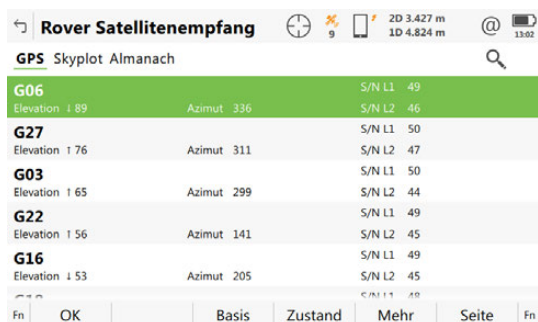 Rover Satellitenempfang 9 2D 3.427 m 1D 4.824 m @ 13:02
GPS Skyplot Almanach
G06 S/N L1 49
Elevation ↓ 89 Azimut 336 S/N L2 46
G27 S/N L1 50
Elevation ↑ 76 Azimut 311 S/N L2 47
G03 S/N L1 50
Elevation ↑ 65 Azimut 299 S/N L2 44
G22 S/N L1 49
Elevation ↑ 56 Azimut 141 S/N L2 45
G16 S/N L1 49
Elevation ↓ 53 Azimut 205 S/N L2 45
S/N L1 48
Fn OK Basis Zustand Mehr Seite Fn